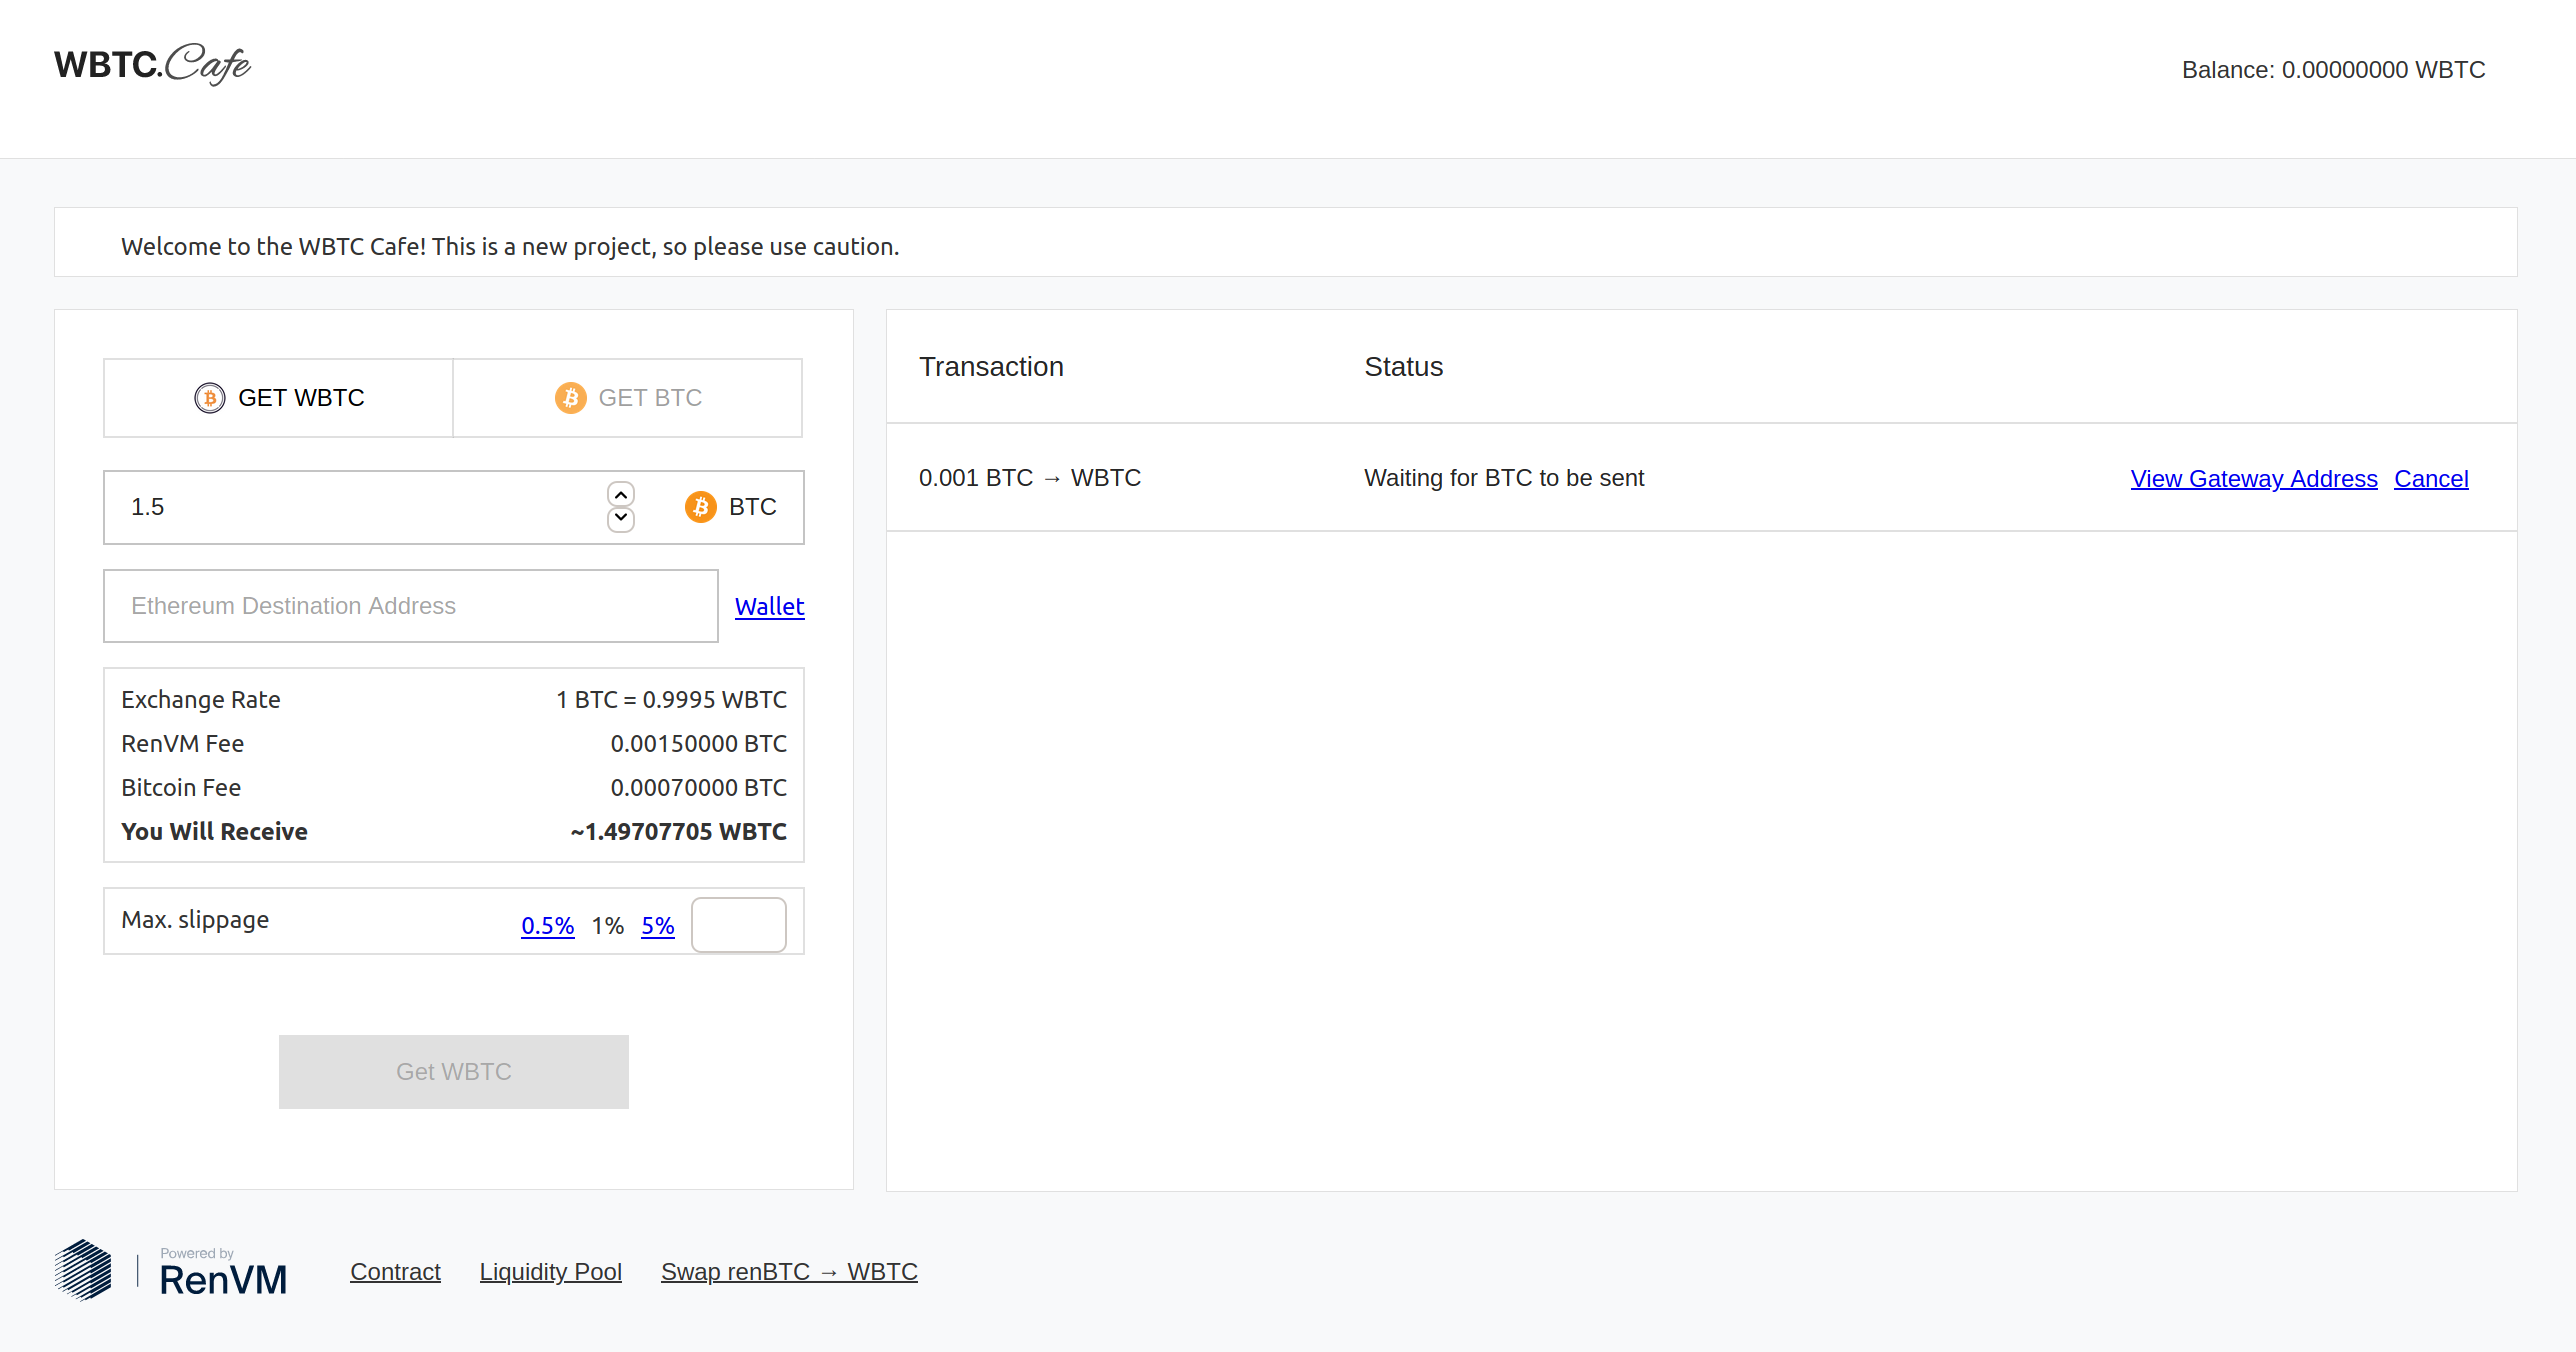 WBTC.Cafe
Balance: 0.00000000 WBTC
Welcome to the WBTC Cafe! This is a new project, so please use caution.
GET WBTC
GET BTC
1.5
BTC
Ethereum Destination Address
Wallet
Exchange Rate
1 BTC = 0.9995 WBTC
RenVM Fee
0.00150000 BTC
Bitcoin Fee
0.00070000 BTC
You Will Receive
~1.49707705 WBTC
Max. slippage
0.5% 1% 5%
Get WBTC
Transaction
Status
0.001 BTC → WBTC
Waiting for BTC to be sent
View Gateway Address Cancel
Powered by
RenVM
Contract
Liquidity Pool
Swap renBTC → WBTC